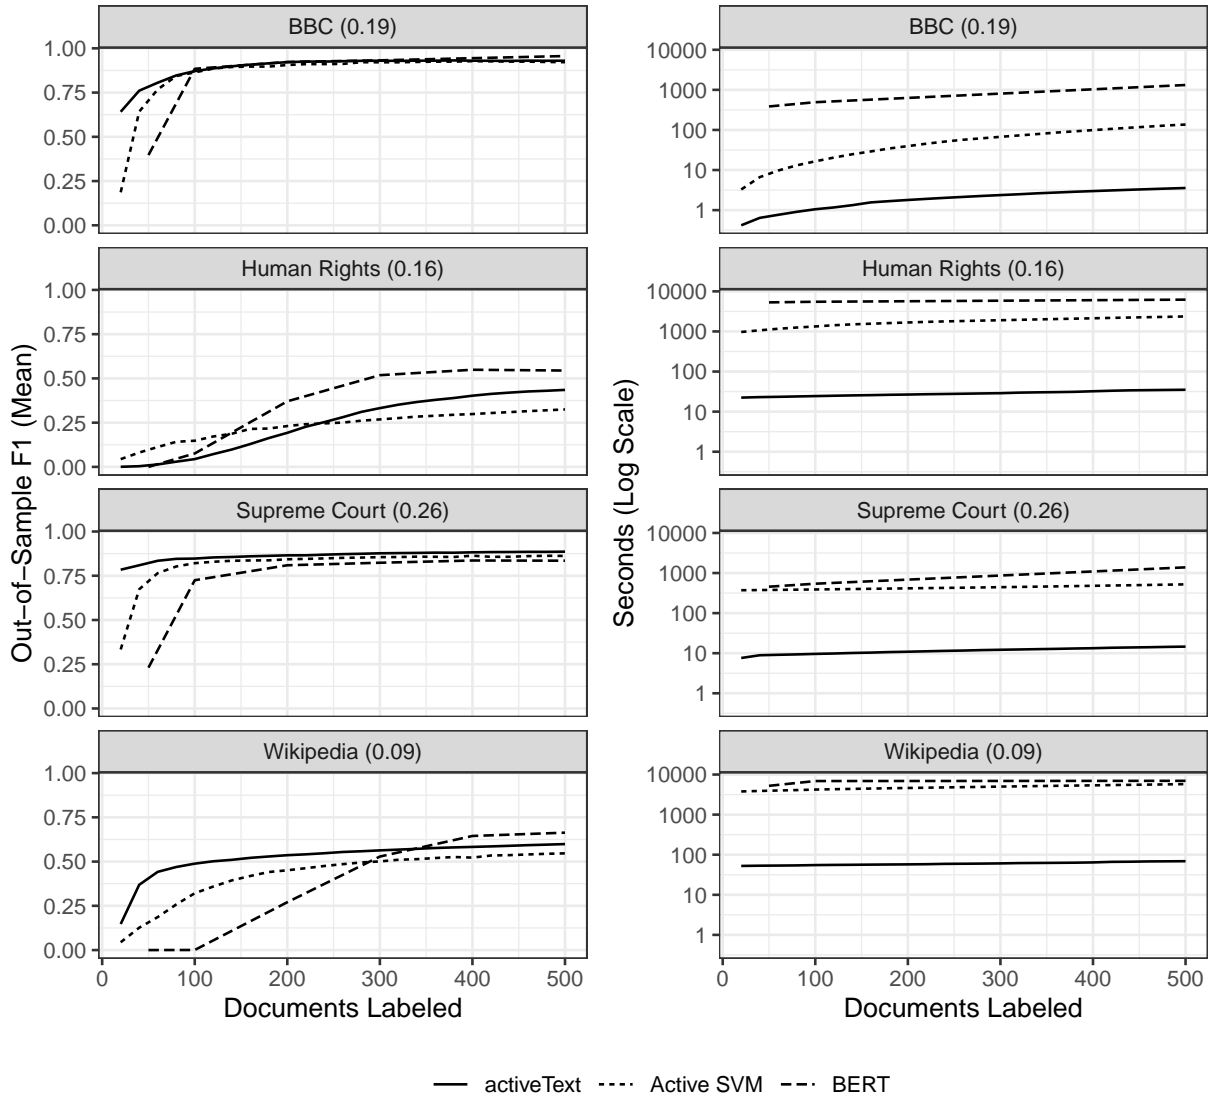 BBC (0.19)
1.00
0.75
0.50
0.25
0.00
Human Rights (0.16)
1.00
0.75
0.50
0.25
0.00
Supreme Court (0.26)
1.00
0.75
0.50
0.25
0.00
Wikipedia (0.09)
1.00
0.75
0.50
0.25
0.00
0 100 200 300 400 500
Documents Labeled
Out−of−Sample F1 (Mean)
BBC (0.19)
10000
1000
100
10
1
Human Rights (0.16)
10000
1000
100
10
1
Supreme Court (0.26)
10000
1000
100
10
1
Wikipedia (0.09)
10000
1000
100
10
1
0 100 200 300 400 500
Documents Labeled
Seconds (Log Scale)
activeText Active SVM BERT